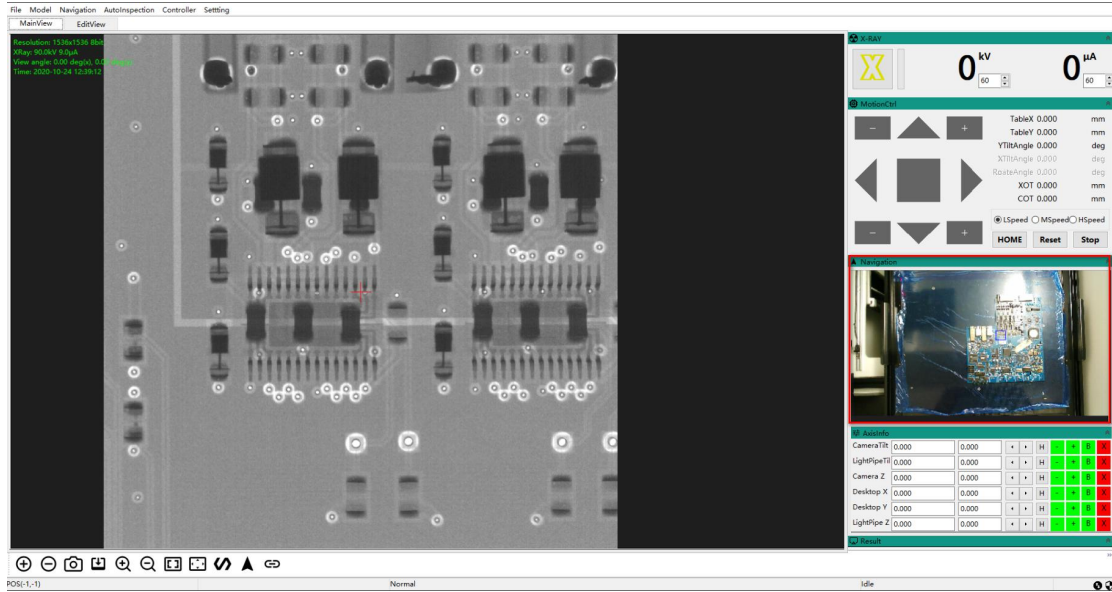 File Model Navigation AutoInspection Controller Settting
MainView EditView
Resolution: 1536x1536 8bit
XRay: 90.0kV 9.0μA
View angle: 0.00 deg(x), 0.0
Time: 2020-10-24 12:39:12
X-RAY
0 kV 60
0 μA 60
MotionCtrl
TableX 0.000 mm
TableY 0.000 mm
YTiltAngle 0.000 deg
XTiltAngle 0.000 deg
RouteAngle 0.000 deg
XOT 0.000 mm
COT 0.000 mm
LSpeed MSpeed HSpeed
HOME Reset Stop
Navigation
AxisInfo
CameraTilt 0.000 0.000 H - + B X
LightPipeTil 0.000 0.000 H - + B X
Camera Z 0.000 0.000 H - + B X
Desktop X 0.000 0.000 H - + B X
Desktop Y 0.000 0.000 H - + B X
LightPipe Z 0.000 0.000 H - + B X
Result
POS(-1,-1) Normal Idle